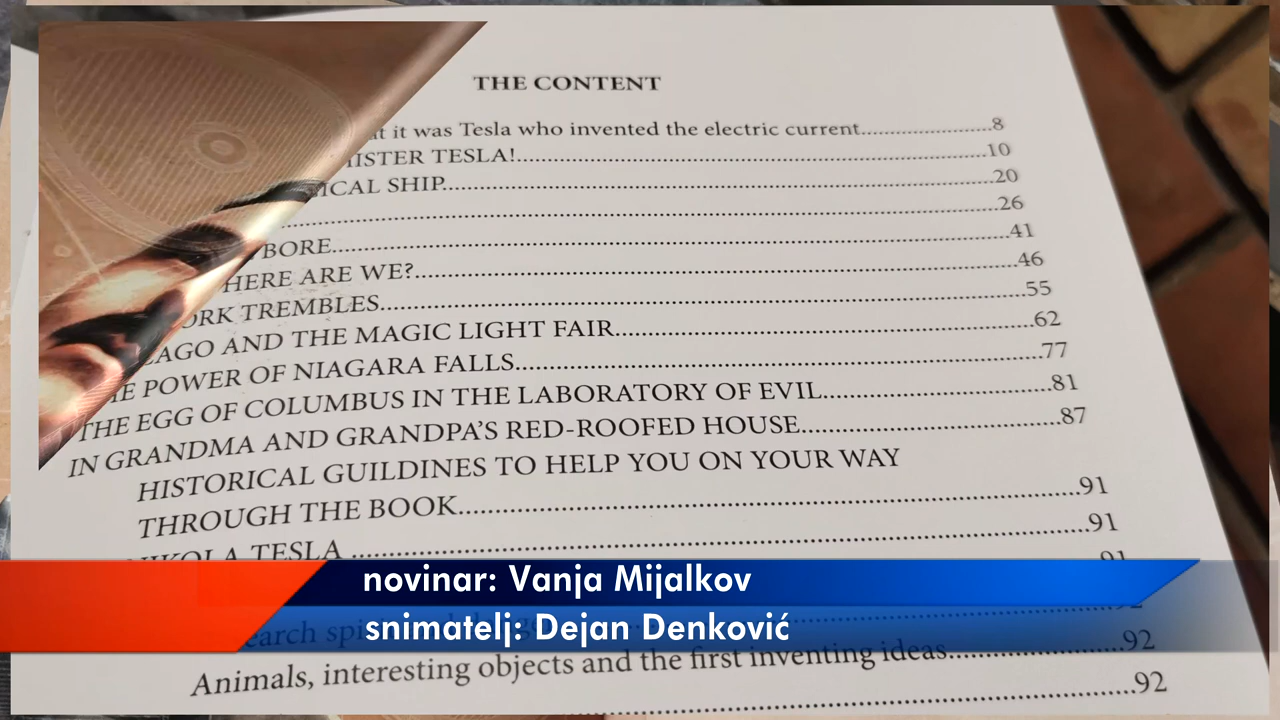 THE CONTENT
it was Tesla who invented the electric current 8
TESLA! 10
SHIP 20
26
BORE 41
HERE ARE WE? 46
TREMBLES 55
AND THE MAGIC LIGHT FAIR 62
POWER OF NIAGARA FALLS 77
THE EGG OF COLUMBUS IN THE LABORATORY OF EVIL 81
IN GRANDMA AND GRANDPA'S RED-ROOFED HOUSE 87
HISTORICAL GUILDINES TO HELP YOU ON YOUR WAY
THROUGH THE BOOK 91
NIKOLA TESLA 91
91
novinar: Vanja Mijalkov
92
snimatelj: Dejan Denković
Animals, interesting objects and the first inventing ideas 92
92